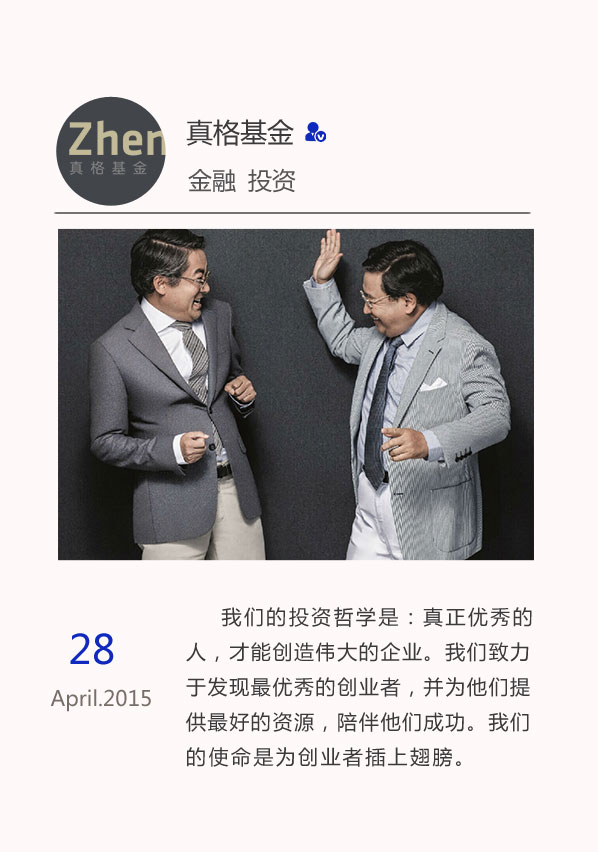 Zhen
真格基金
真格基金
金融 投资
我们的投资哲学是：真正优秀的
人，才能创造伟大的企业。我们致力
于发现最优秀的创业者，并为他们提
供最好的资源，陪伴他们成功。我们
的使命是为创业者插上翅膀。
28
April.2015